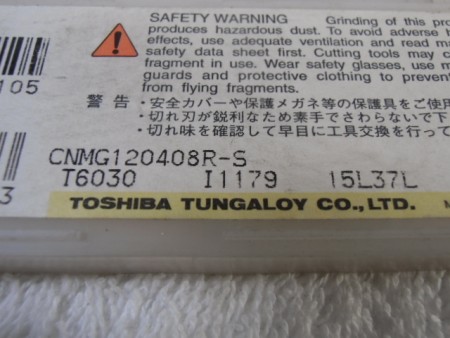 SAFETY WARNING Grinding of this
produces hazardous dust. To avoid adverse
effects, use adequate ventilation and read
safety data sheet first. Cutting tools may
fragment in use. Wear safety glasses, use
guards and protective clothing to prevent
from flying fragments.
105
警 告 ・安全カバーや保護メガネ等の保護具をご使用
・切れ刃が鋭利なため素手でさわらないで下
・切れ味を確認して早目に工具交換を行って
CNMG120408R-S
3 T6030 I1179 15L37L
TOSHIBA TUNGALOY CO., LTD.